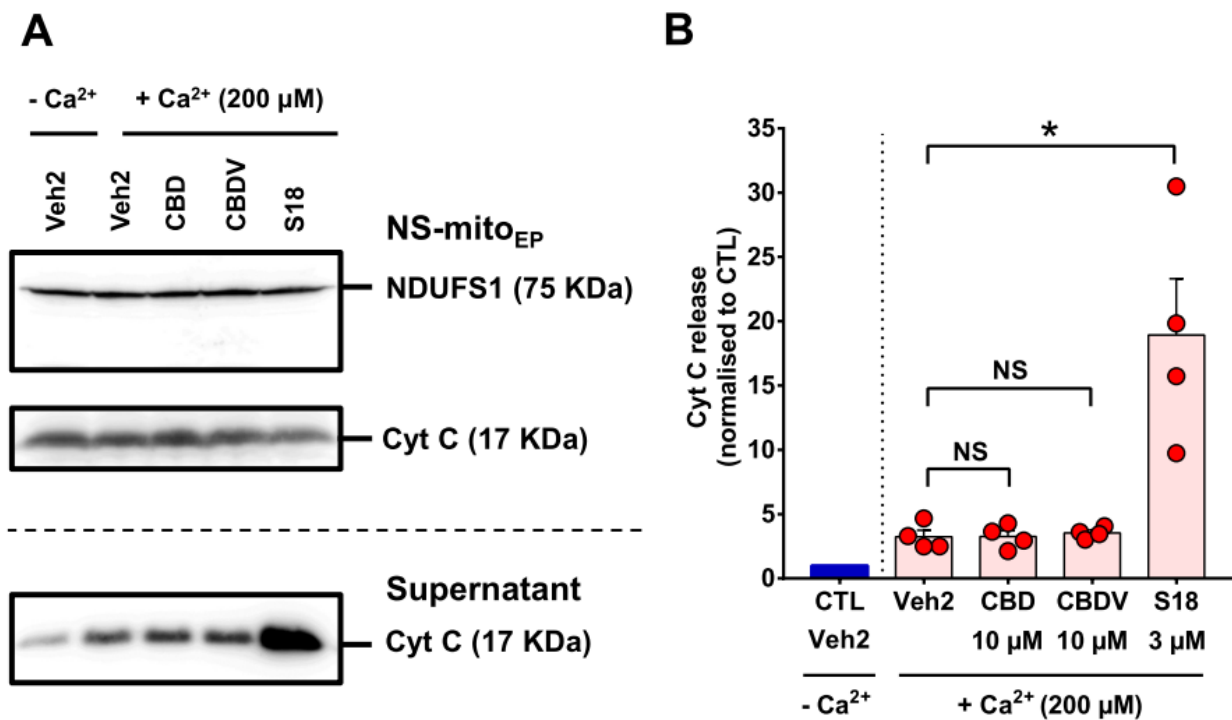 A
- Ca²⁺
+ Ca²⁺ (200 µM)
Veh2
Veh2
CBD
CBDV
S18
NS-mitoEP
NDUFS1 (75 KDa)
Cyt C (17 KDa)
Supernatant
Cyt C (17 KDa)
B
Cyt C release
(normalised to CTL)
35
30
25
20
15
10
5
0
*
NS
NS
CTL Veh2 CBD CBDV S18
Veh2 10 µM 10 µM 3 µM
- Ca²⁺ + Ca²⁺ (200 µM)